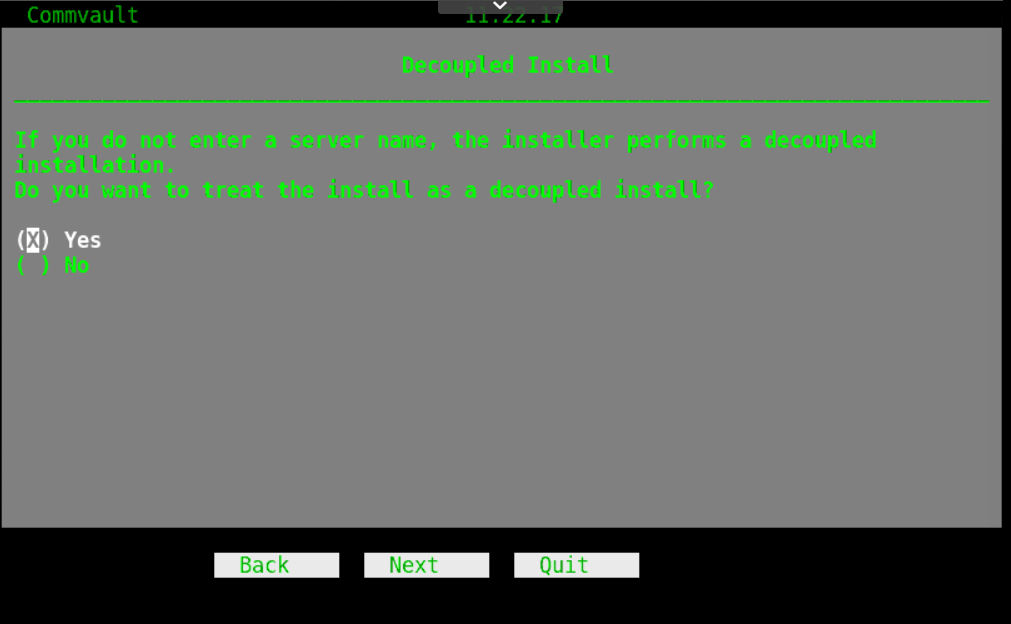 Commvault 11.22.17
Decoupled Install
If you do not enter a server name, the installer performs a decoupled
installation.
Do you want to treat the install as a decoupled install?
(X) Yes
( ) No
Back Next Quit